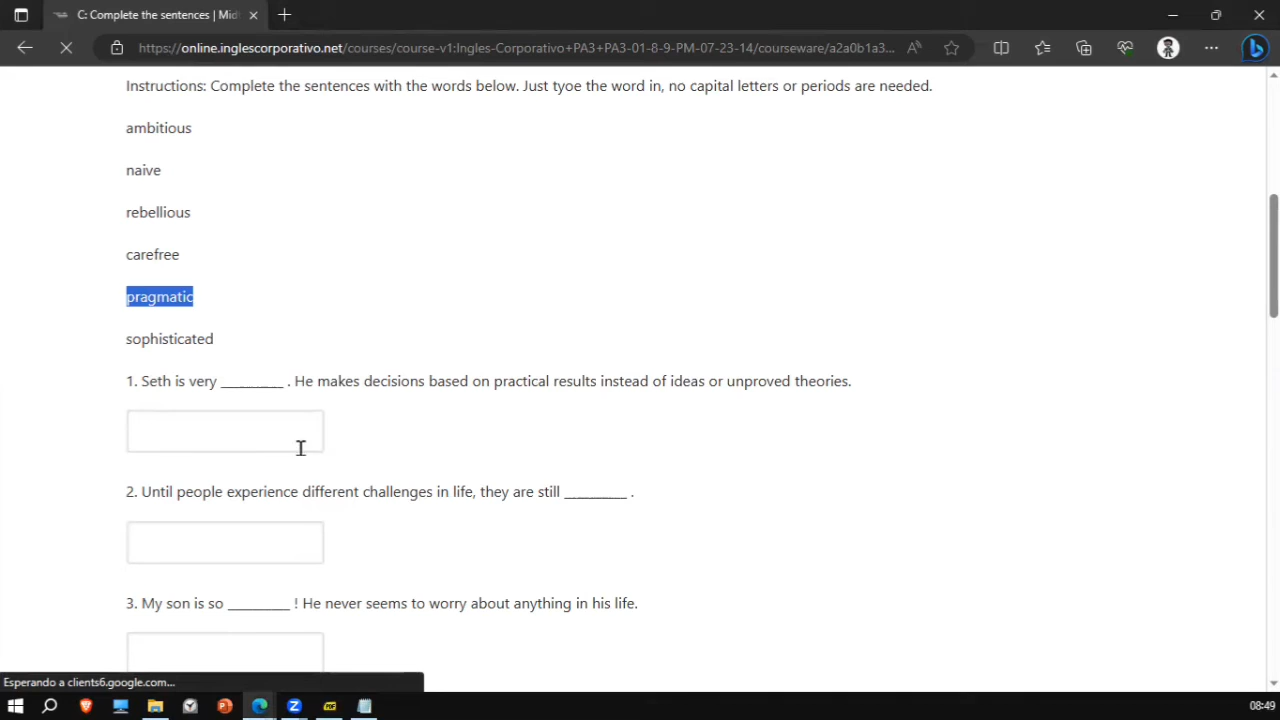 C: Complete the sentences | Mid
https://online.inglescorporativo.net/courses/course-v1:Ingles-Corporativo+PA3+PA3-01-8-9-PM-07-23-14/courseware/a2a0b1a3...
Instructions: Complete the sentences with the words below. Just tyoe the word in, no capital letters or periods are needed.
ambitious
naive
rebellious
carefree
pragmatic
sophisticated
1. Seth is very _________ . He makes decisions based on practical results instead of ideas or unproved theories.
2. Until people experience different challenges in life, they are still _________ .
3. My son is so _________ ! He never seems to worry about anything in his life.
Esperando a clients6.google.com...
08:49